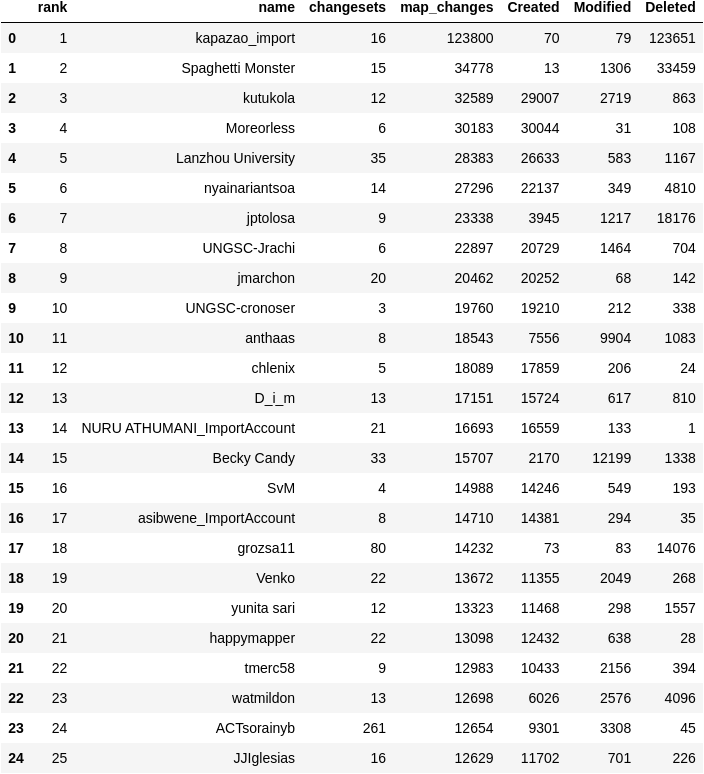 rank name changesets map_changes Created Modified Deleted
0 1 kapazao_import 16 123800 70 79 123651
1 2 Spaghetti Monster 15 34778 13 1306 33459
2 3 kutukola 12 32589 29007 2719 863
3 4 Moreorless 6 30183 30044 31 108
4 5 Lanzhou University 35 28383 26633 583 1167
5 6 nyainariantsoa 14 27296 22137 349 4810
6 7 jptolosa 9 23338 3945 1217 18176
7 8 UNGSC-Jrachi 6 22897 20729 1464 704
8 9 jmarchon 20 20462 20252 68 142
9 10 UNGSC-cronoser 3 19760 19210 212 338
10 11 anthaas 8 18543 7556 9904 1083
11 12 chlenix 5 18089 17859 206 24
12 13 D_i_m 13 17151 15724 617 810
13 14 NURU ATHUMANI_ImportAccount 21 16693 16559 133 1
14 15 Becky Candy 33 15707 2170 12199 1338
15 16 SvM 4 14988 14246 549 193
16 17 asibwene_ImportAccount 8 14710 14381 294 35
17 18 grozsa11 80 14232 73 83 14076
18 19 Venko 22 13672 11355 2049 268
19 20 yunita sari 12 13323 11468 298 1557
20 21 happymapper 22 13098 12432 638 28
21 22 tmerc58 9 12983 10433 2156 394
22 23 watmildon 13 12698 6026 2576 4096
23 24 ACTsorainyb 261 12654 9301 3308 45
24 25 JJIglesias 16 12629 11702 701 226